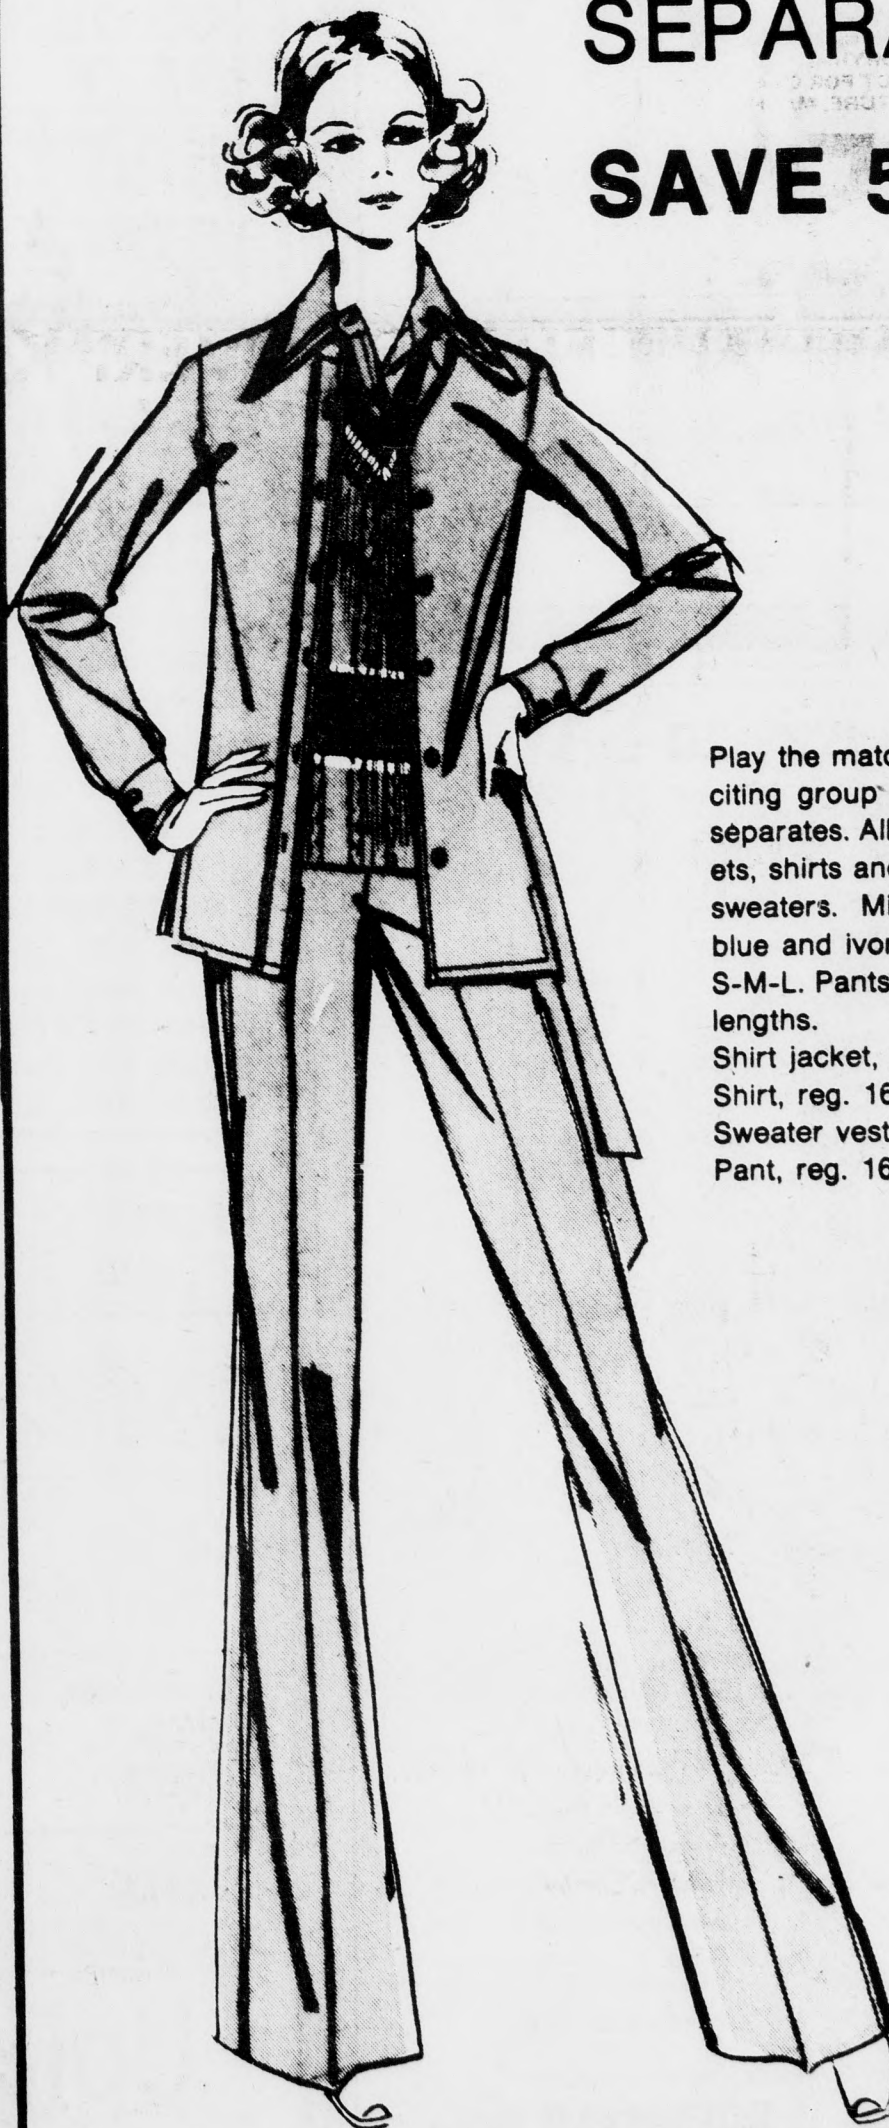 SEPARA
SAVE 5
Play the matc
citing group
separates. All
ets, shirts and
sweaters. Mi
blue and ivor
S-M-L. Pants
lengths.
Shirt jacket,
Shirt, reg. 16
Sweater vest
Pant, reg. 16